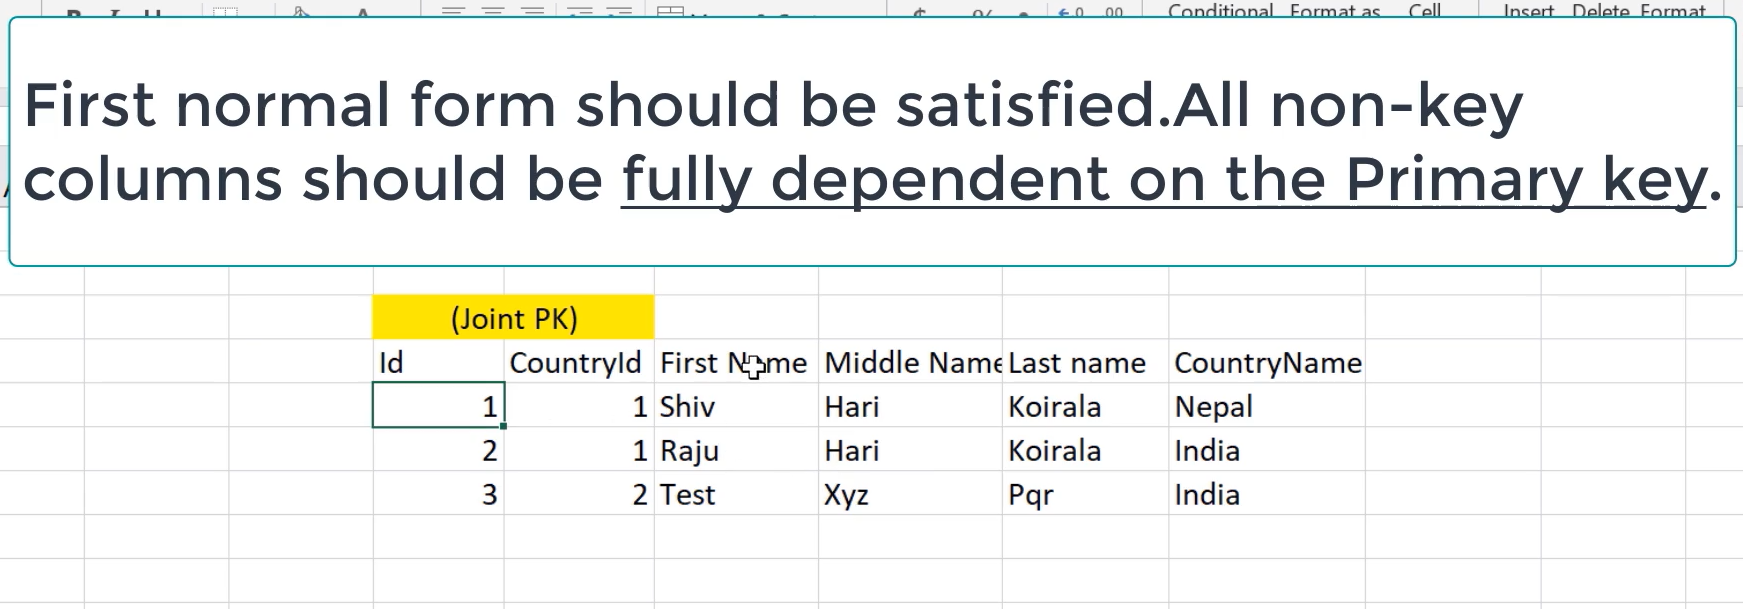 Conditional Format as Cell Insert Delete Format
First normal form should be satisfied.All non-key
columns should be fully dependent on the Primary key.
(Joint PK)
Id CountryId First Name Middle Name Last name CountryName
1 1 Shiv Hari Koirala Nepal
2 1 Raju Hari Koirala India
3 2 Test Xyz Pqr India